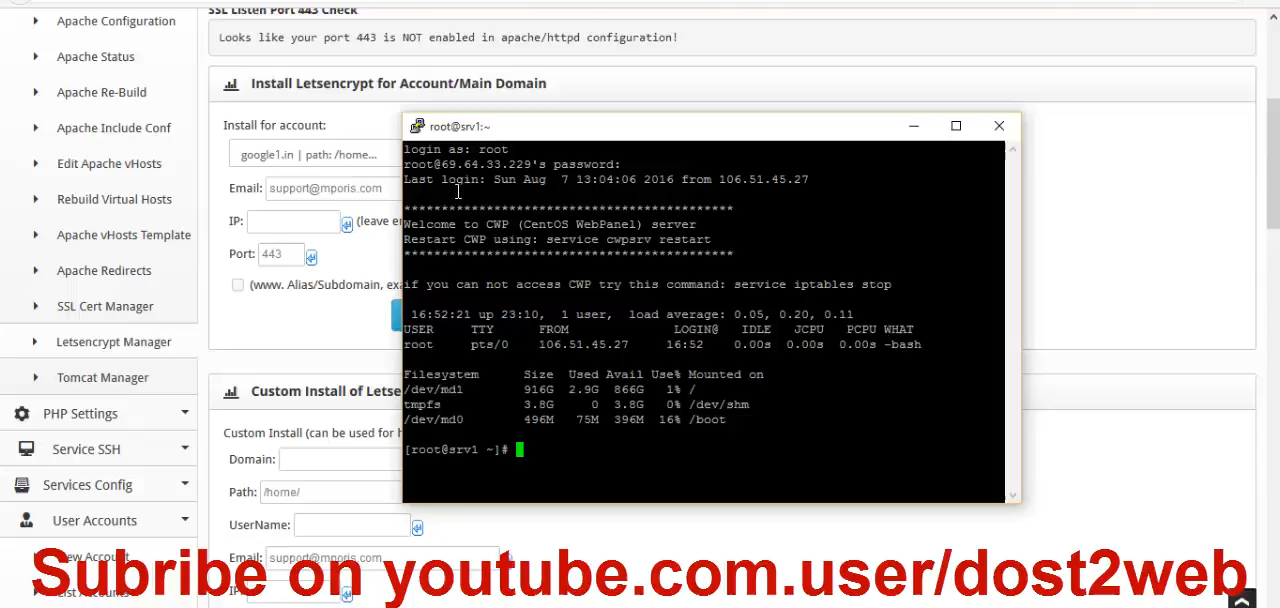 SSL Listen Port 443 Check
Apache Configuration
Looks like your port 443 is NOT enabled in apache/httpd configuration!
Apache Status
Install Letsencrypt for Account/Main Domain
Apache Re-Build
Install for account:
Apache Include Conf
google1.in | path: /home...
Edit Apache vHosts
Email: support@mporis.com
Rebuild Virtual Hosts
IP: (leave
Apache vHosts Template
Port: 443
Apache Redirects
(www. Alias/Subdomain,
SSL Cert Manager
Letsencrypt Manager
Tomcat Manager
Custom Install of
PHP Settings
Custom Install (can be used for
Service SSH
Domain:
Services Config
Path: /home/
User Accounts
UserName:
New Account
Email: support@mporis.com
List Accounts
IP:
root@srv1:~
login as: root
root@69.64.33.229's password:
Last login: Sun Aug  7 13:04:06 2016 from 106.51.45.27
********************************************
Welcome to CWP (CentOS WebPanel) server
Restart CWP using: service cwpsrv restart
********************************************
if you can not access CWP try this command: service iptables stop
16:52:21 up 23:10,  1 user,  load average: 0.05, 0.20, 0.11
USER     TTY      FROM              LOGIN@   IDLE   JCPU   PCPU WHAT
root     pts/0    106.51.45.27      16:52    0.00s  0.00s  0.00s -bash
Filesystem      Size  Used Avail Use% Mounted on
/dev/md1        916G  2.9G  866G   1% /
tmpfs           3.8G     0  3.8G   0% /dev/shm
/dev/md0        496M   75M  396M  16% /boot
[root@srv1 ~]#
Subribe on youtube.com.user/dost2web